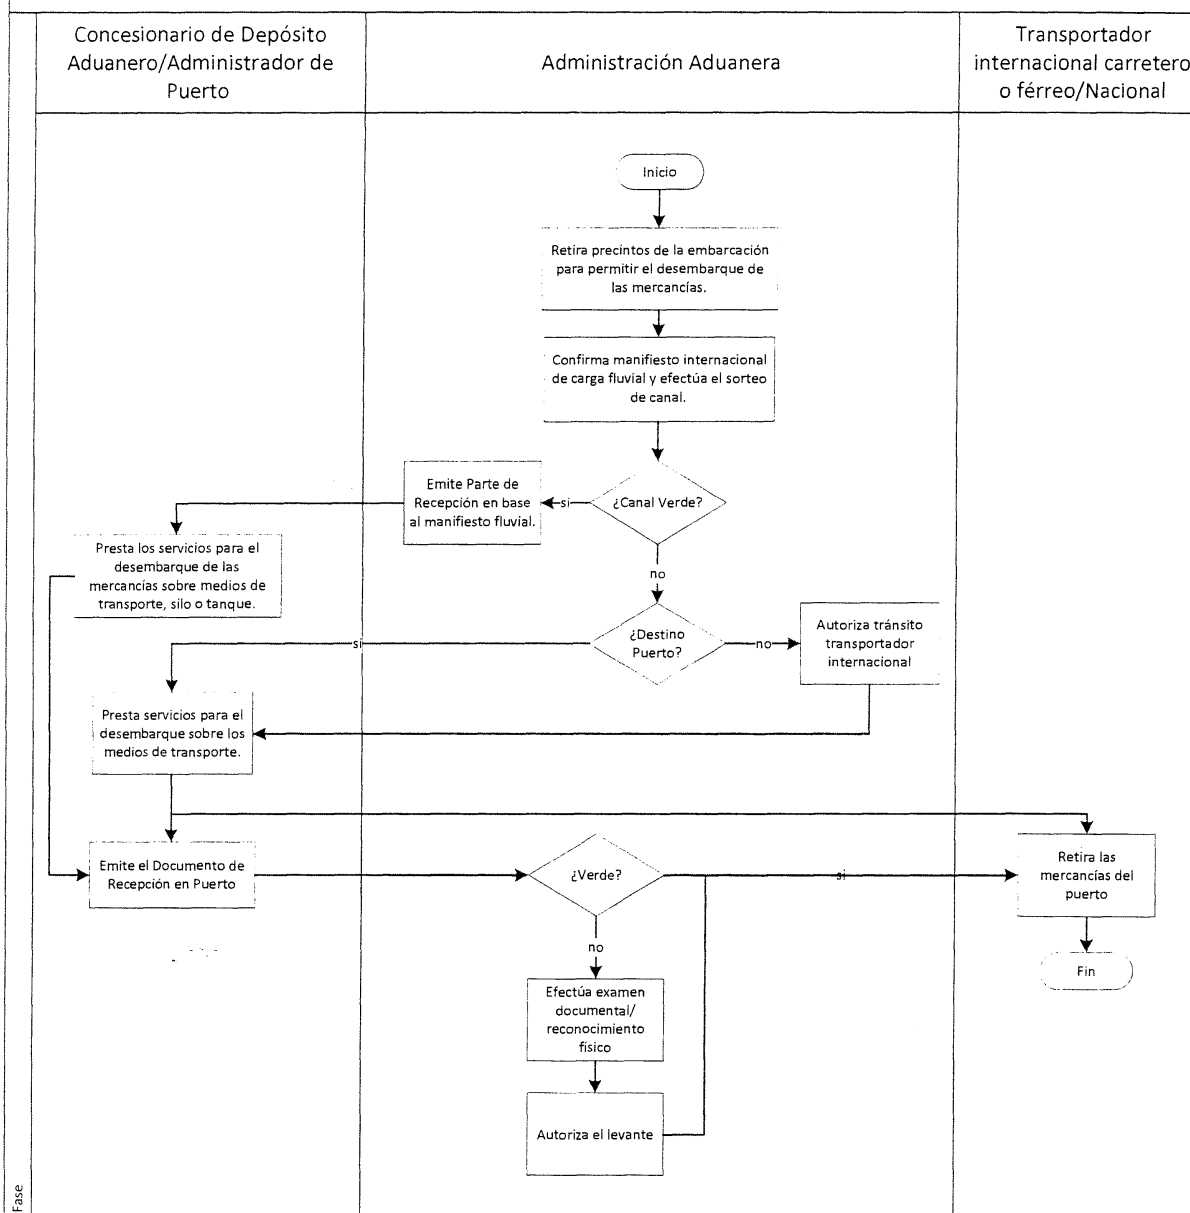 Concesionario de Depósito
Aduanero/Administrador de
Puerto
Administración Aduanera
Transportador
internacional carretero
o férreo/Nacional
Inicio
Retira precintos de la embarcación
para permitir el desembarque de
las mercancías.
Confirma manifiesto internacional
de carga fluvial y efectúa el sorteo
de canal.
¿Canal Verde?
si
Emite Parte de
Recepción en base
al manifiesto fluvial.
Presta los servicios para el
desembarque de las
mercancías sobre medios de
transporte, silo o tanque.
no
¿Destino
Puerto?
no
Autoriza tránsito
transportador
internacional
si
Presta servicios para el
desembarque sobre los
medios de transporte.
Emite el Documento de
Recepción en Puerto
¿Verde?
si
Retira las
mercancías del
puerto
no
Fin
Efectúa examen
documental/
reconocimiento
físico
Autoriza el levante
Fase